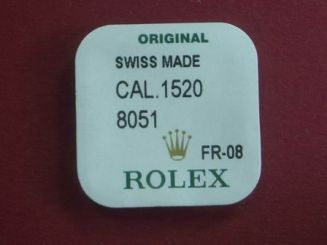 ORIGINAL
SWISS MADE
CAL.1520
8051
FR-08
ROLEX